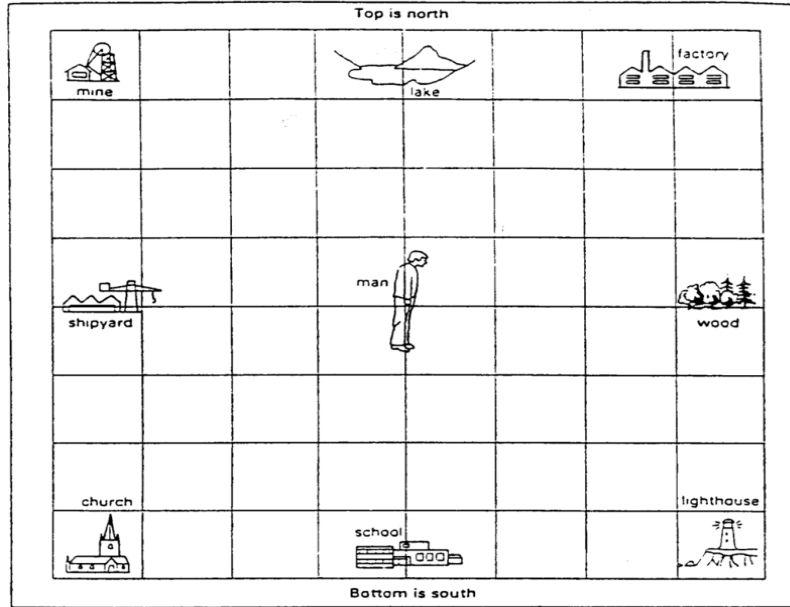 Top is north
factory
mine
lake
man
shipyard
wood
church
lighthouse
school
Bottom is south